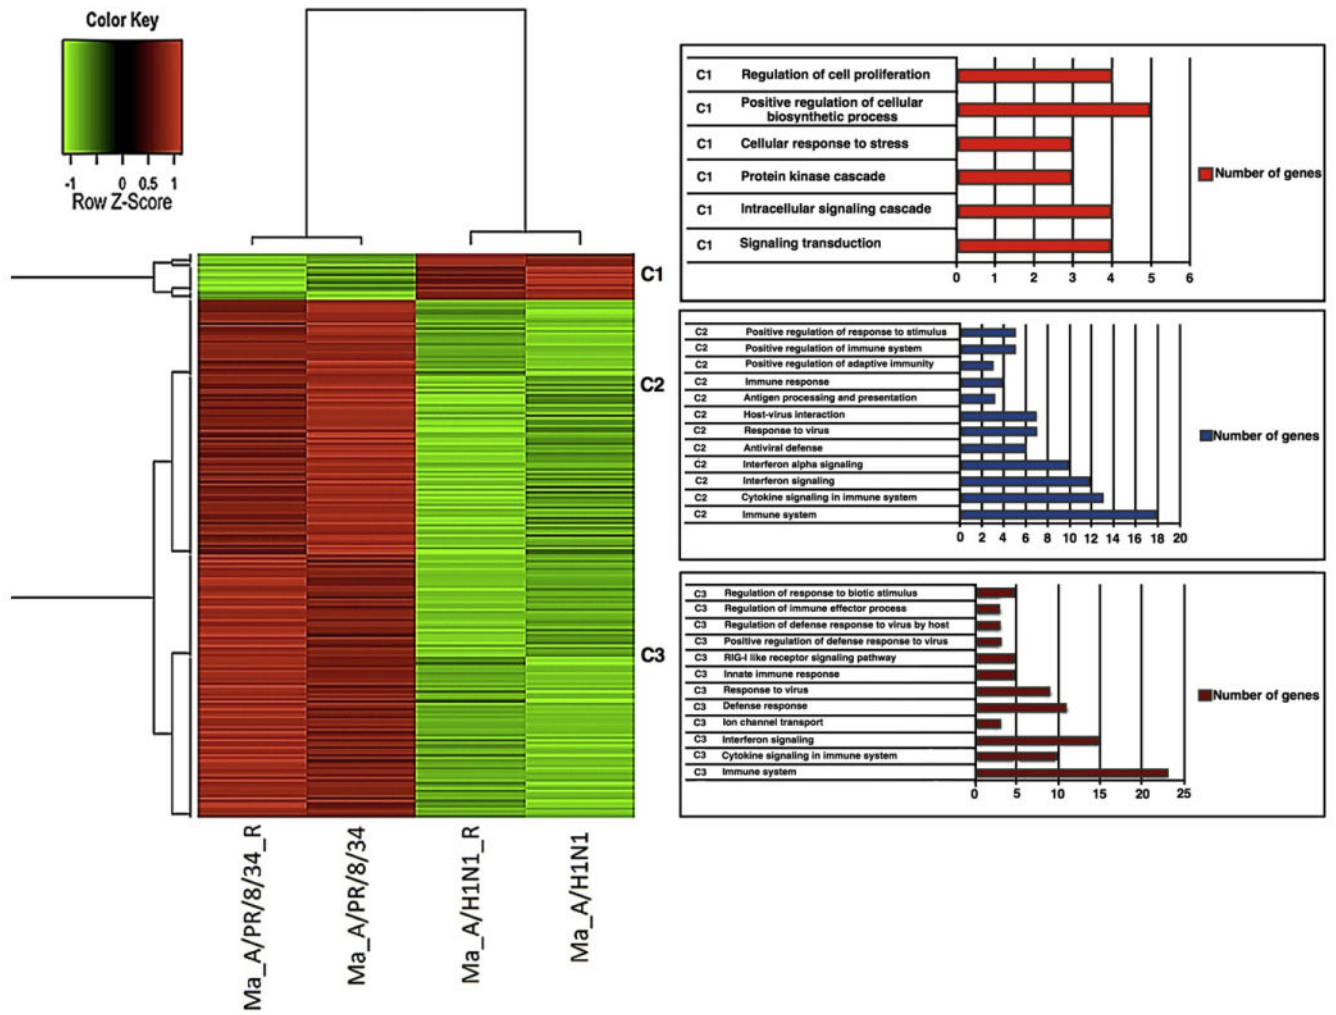 Color Key
-1 0 0.5 1
Row Z-Score
C1
C2
C3
Ma_A/PR/8/34_R
Ma_A/PR/8/34
Ma_A/H1N1_R
Ma_A/H1N1
C1 Regulation of cell proliferation
C1 Positive regulation of cellular
biosynthetic process
C1 Cellular response to stress
C1 Protein kinase cascade
C1 Intracellular signaling cascade
C1 Signaling transduction
0 1 2 3 4 5 6
Number of genes
C2 Positive regulation of response to stimulus
C2 Positive regulation of immune system
C2 Positive regulation of adaptive immunity
C2 Immune response
C2 Antigen processing and presentation
C2 Host-virus interaction
C2 Response to virus
C2 Antiviral defense
C2 Interferon alpha signaling
C2 Interferon signaling
C2 Cytokine signaling in immune system
C2 Immune system
0 2 4 6 8 10 12 14 16 18 20
Number of genes
C3 Regulation of response to biotic stimulus
C3 Regulation of immune effector process
C3 Regulation of defense response to virus by host
C3 Positive regulation of defense response to virus
C3 RIG-I like receptor signaling pathway
C3 Innate immune response
C3 Response to virus
C3 Defense response
C3 Ion channel transport
C3 Interferon signaling
C3 Cytokine signaling in immune system
C3 Immune system
0 5 10 15 20 25
Number of genes